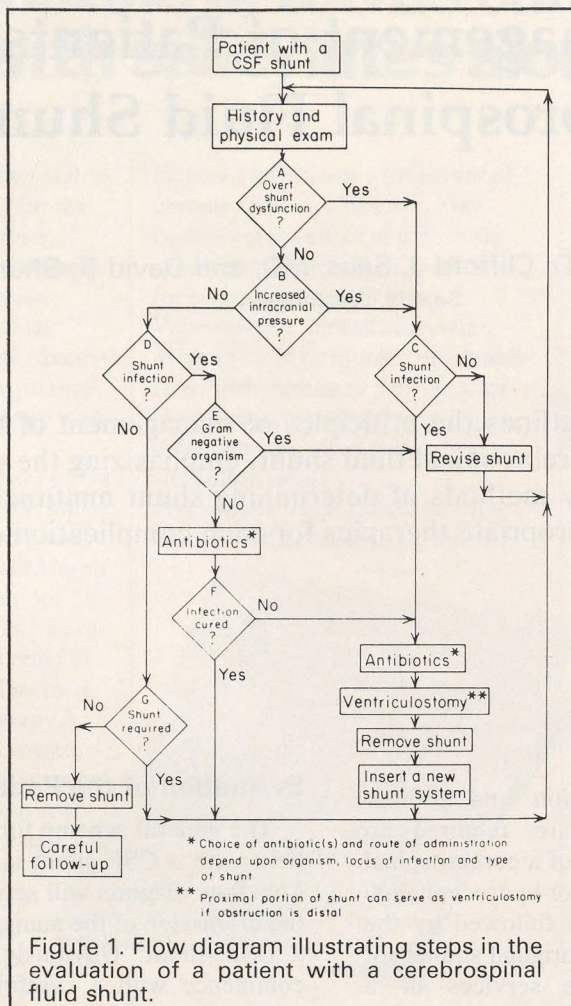 Patient with a
CSF shunt
History and
physical exam
A
Overt
shunt
dysfunction
?
Yes
No
B
Increased
intracranial
pressure
?
No
Yes
D
Shunt
infection
?
Yes
No
C
Shunt
infection
?
No
Yes
Revise shunt
E
Gram
negative
organism
?
Yes
No
Antibiotics*
F
Infection
cured
?
No
Yes
Antibiotics*
Ventriculostomy**
Remove shunt
Insert a new
shunt system
G
Shunt
required
?
No
Yes
Remove shunt
Careful
follow-up
* Choice of antibiotic(s) and route of administration
depend upon organism, locus of infection and type
of shunt
** Proximal portion of shunt can serve as ventriculostomy
if obstruction is distal
Figure 1. Flow diagram illustrating steps in the
evaluation of a patient with a cerebrospinal
fluid shunt.